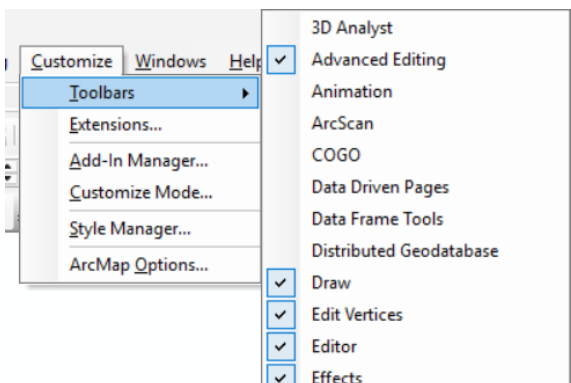 Customize Windows Help
Toolbars
Extensions...
Add-In Manager...
Customize Mode...
Style Manager...
ArcMap Options...
3D Analyst
Advanced Editing
Animation
ArcScan
COGO
Data Driven Pages
Data Frame Tools
Distributed Geodatabase
Draw
Edit Vertices
Editor
Effects